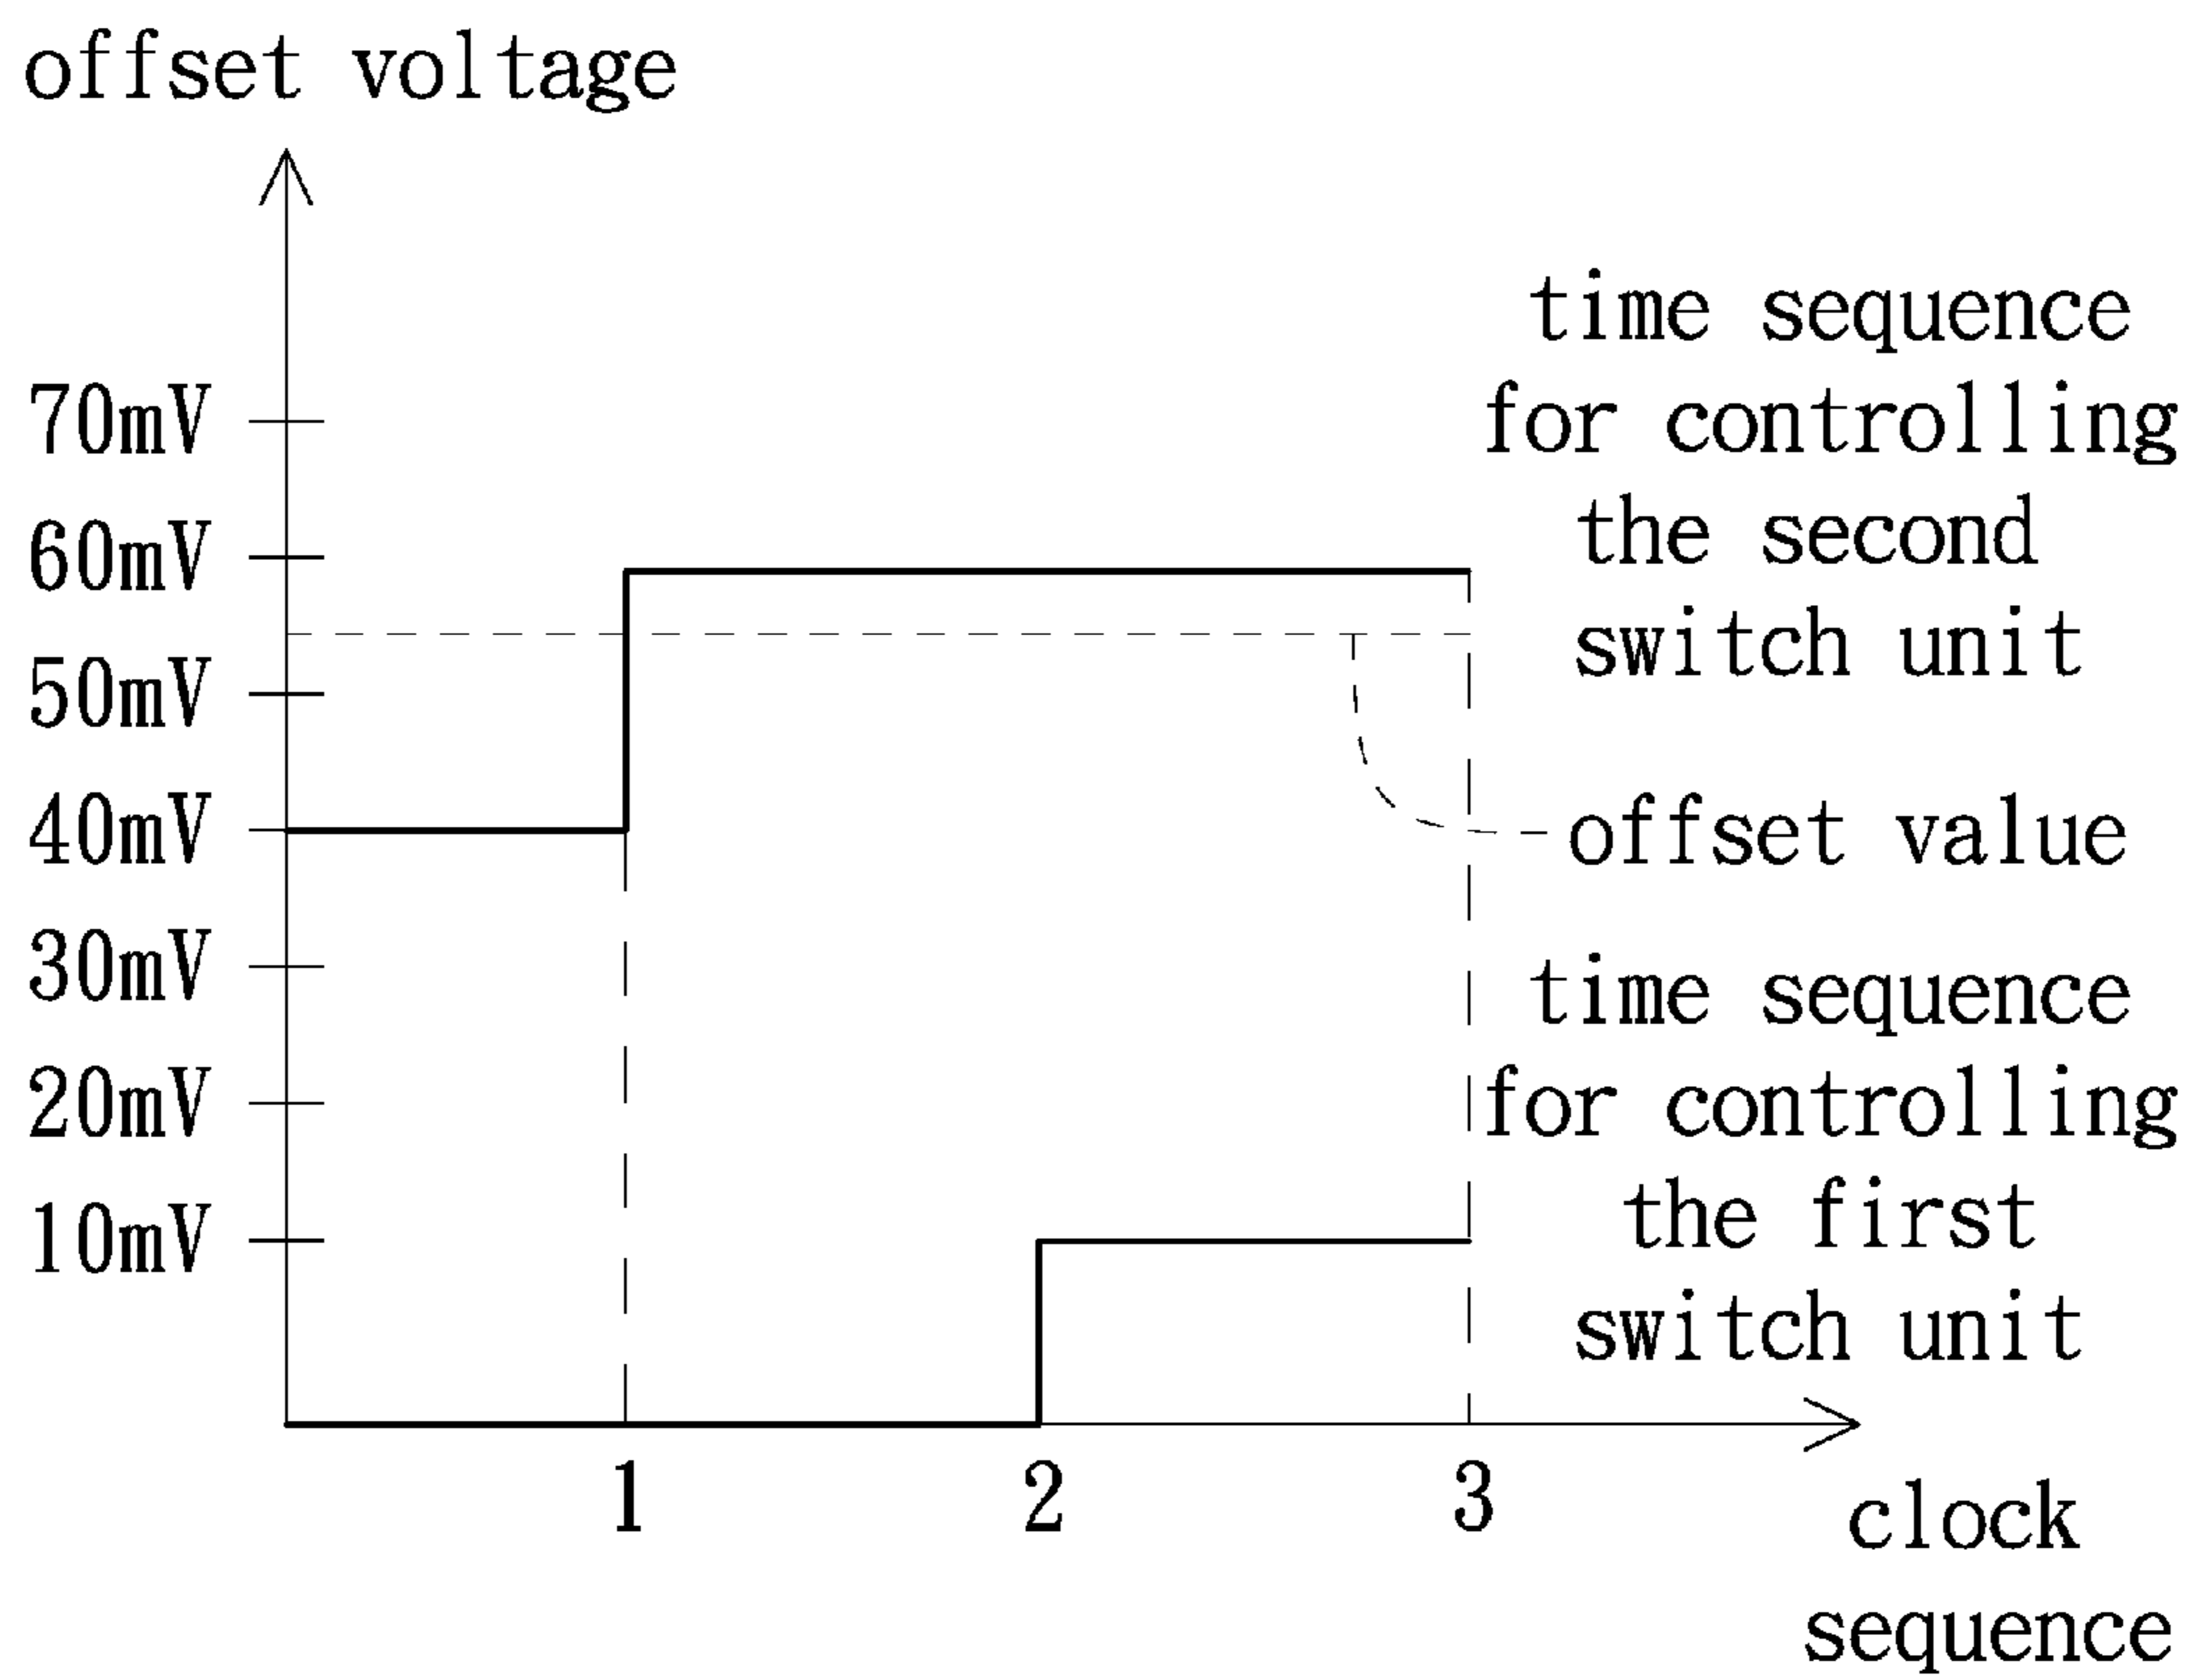 offset voltage
time sequence
for controlling
the second
switch unit
70mV
60mV
50mV
40mV
30mV
20mV
10mV
offset value
time sequence
for controlling
the first
switch unit
1
2
3
clock
sequence